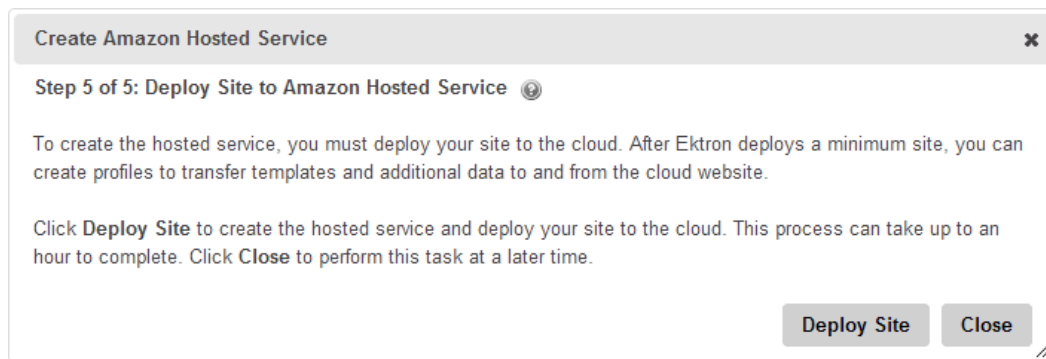 Create Amazon Hosted Service
Step 5 of 5: Deploy Site to Amazon Hosted Service
To create the hosted service, you must deploy your site to the cloud. After Ektron deploys a minimum site, you can
create profiles to transfer templates and additional data to and from the cloud website.
Click Deploy Site to create the hosted service and deploy your site to the cloud. This process can take up to an
hour to complete. Click Close to perform this task at a later time.
Deploy Site Close